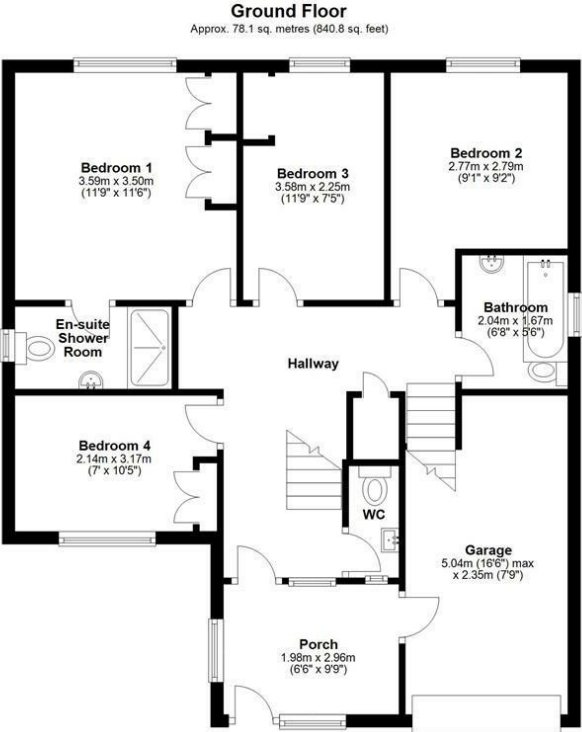 Ground Floor
Approx. 78.1 sq. metres (840.8 sq. feet)
Bedroom 1
3.59m x 3.50m
(11'9" x 11'6")
Bedroom 3
3.58m x 2.25m
(11'9" x 7'5")
Bedroom 2
2.77m x 2.79m
(9'1" x 9'2")
En-suite
Shower
Room
Bathroom
2.04m x 1.67m
(6'8" x 5'6")
Hallway
Bedroom 4
2.14m x 3.17m
(7' x 10'5")
WC
Garage
5.04m (16'6") max
x 2.35m (7'9")
Porch
1.98m x 2.96m
(6'6" x 9'9")